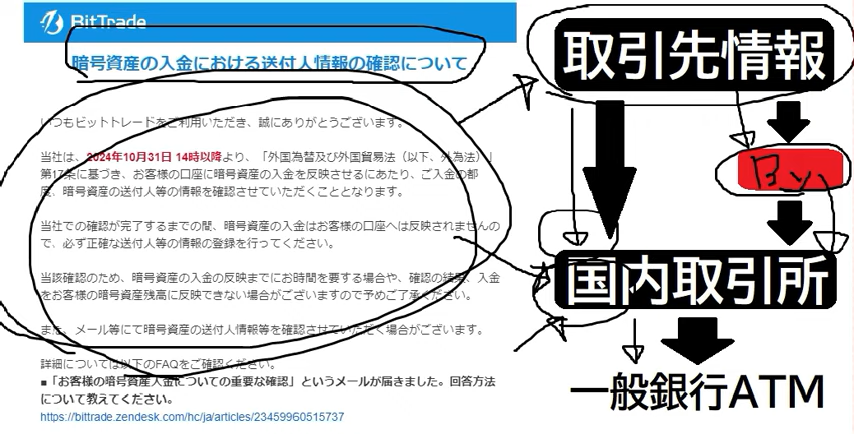 BitTrade
暗号資産の入金における送付人情報の確認について
いつもビットトレードをご利用いただき、誠にありがとうございます。
当社は、2024年10月31日 14時以降より、「外国為替及び外国貿易法（以下、外為法）」
第17条に基づき、お客様の口座に暗号資産の入金を反映させるにあたり、ご入金の都
度、暗号資産の送付人等の情報を確認させていただくこととなります。
当社での確認が完了するまでの間、暗号資産の入金はお客様の口座へは反映されませんの
で、必ず正確な送付人等の情報の登録を行ってください。
当該確認のため、暗号資産の入金の反映までにお時間を要する場合や、確認の結果、入金
をお客様の暗号資産残高に反映できない場合がございますので予めご了承ください。
また、メール等にて暗号資産の送付人情報等を確認させていただく場合がございます。
詳細については以下のFAQをご確認ください。
■「お客様の暗号資産入金についての重要な確認」というメールが届きました。回答方法
について教えてください。
https://bittrade.zendesk.com/hc/ja/articles/23459960515737
取引先情報
国内取引所
一般銀行ATM